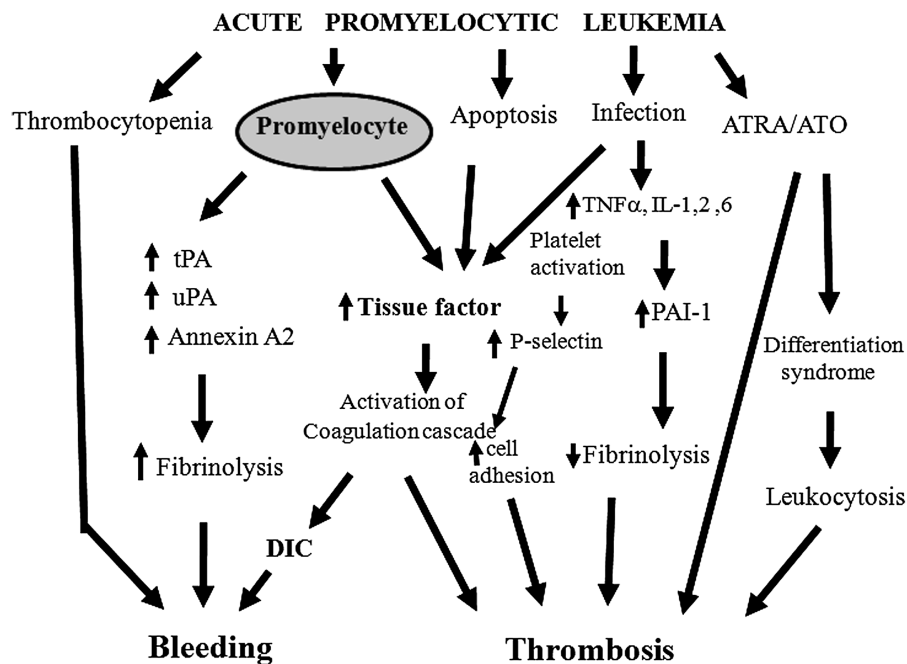 ACUTE PROMYELOCYTIC LEUKEMIA
Thrombocytopenia
Promyelocyte
Apoptosis
Infection
ATRA/ATO
TNFα, IL-1,2 ,6
Platelet
activation
tPA
uPA
Annexin A2
Tissue factor
P-selectin
PAI-1
Differentiation
syndrome
Activation of
Coagulation cascade
cell
adhesion
Fibrinolysis
Fibrinolysis
Leukocytosis
DIC
Bleeding
Thrombosis